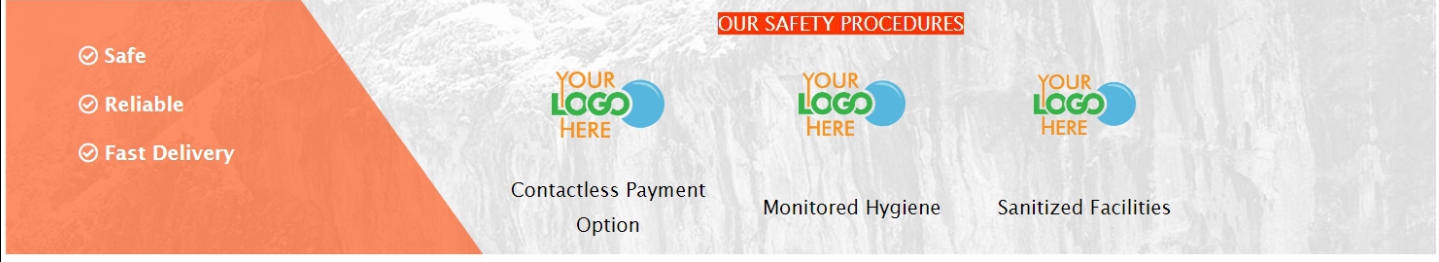 Safe
Reliable
Fast Delivery
OUR SAFETY PROCEDURES
YOUR
LOGO
HERE
Contactless Payment
Option
YOUR
LOGO
HERE
Monitored Hygiene
YOUR
LOGO
HERE
Sanitized Facilities